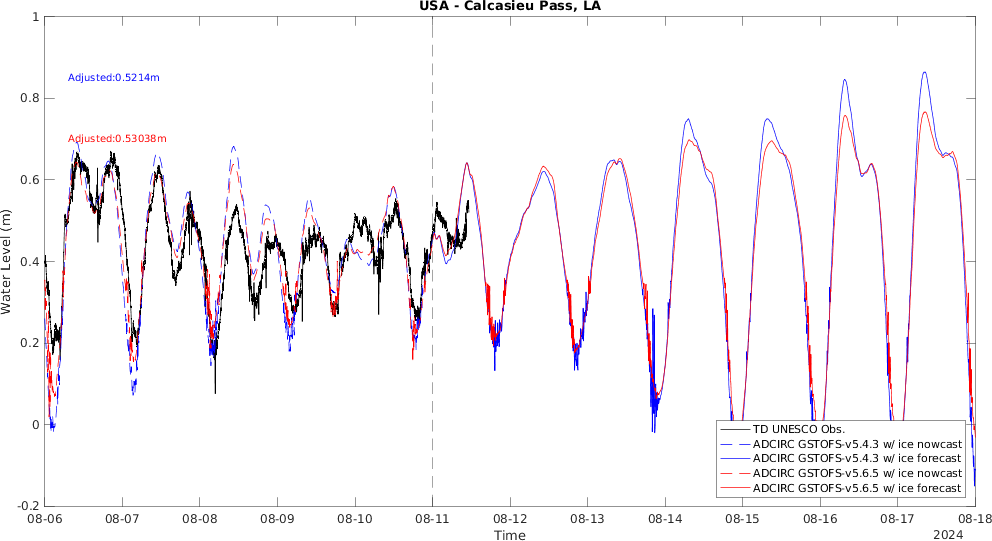 USA - Calcasieu Pass, LA
1
0.8
0.6
0.4
0.2
0
-0.2
Water Level (m)
Adjusted:0.5214m
Adjusted:0.53038m
TD UNESCO Obs.
ADCIRC GSTOFS-v5.4.3 w/ ice nowcast
ADCIRC GSTOFS-v5.4.3 w/ ice forecast
ADCIRC GSTOFS-v5.6.5 w/ ice nowcast
ADCIRC GSTOFS-v5.6.5 w/ ice forecast
08-06 08-07 08-08 08-09 08-10 08-11 08-12 08-13 08-14 08-15 08-16 08-17 08-18
Time
2024